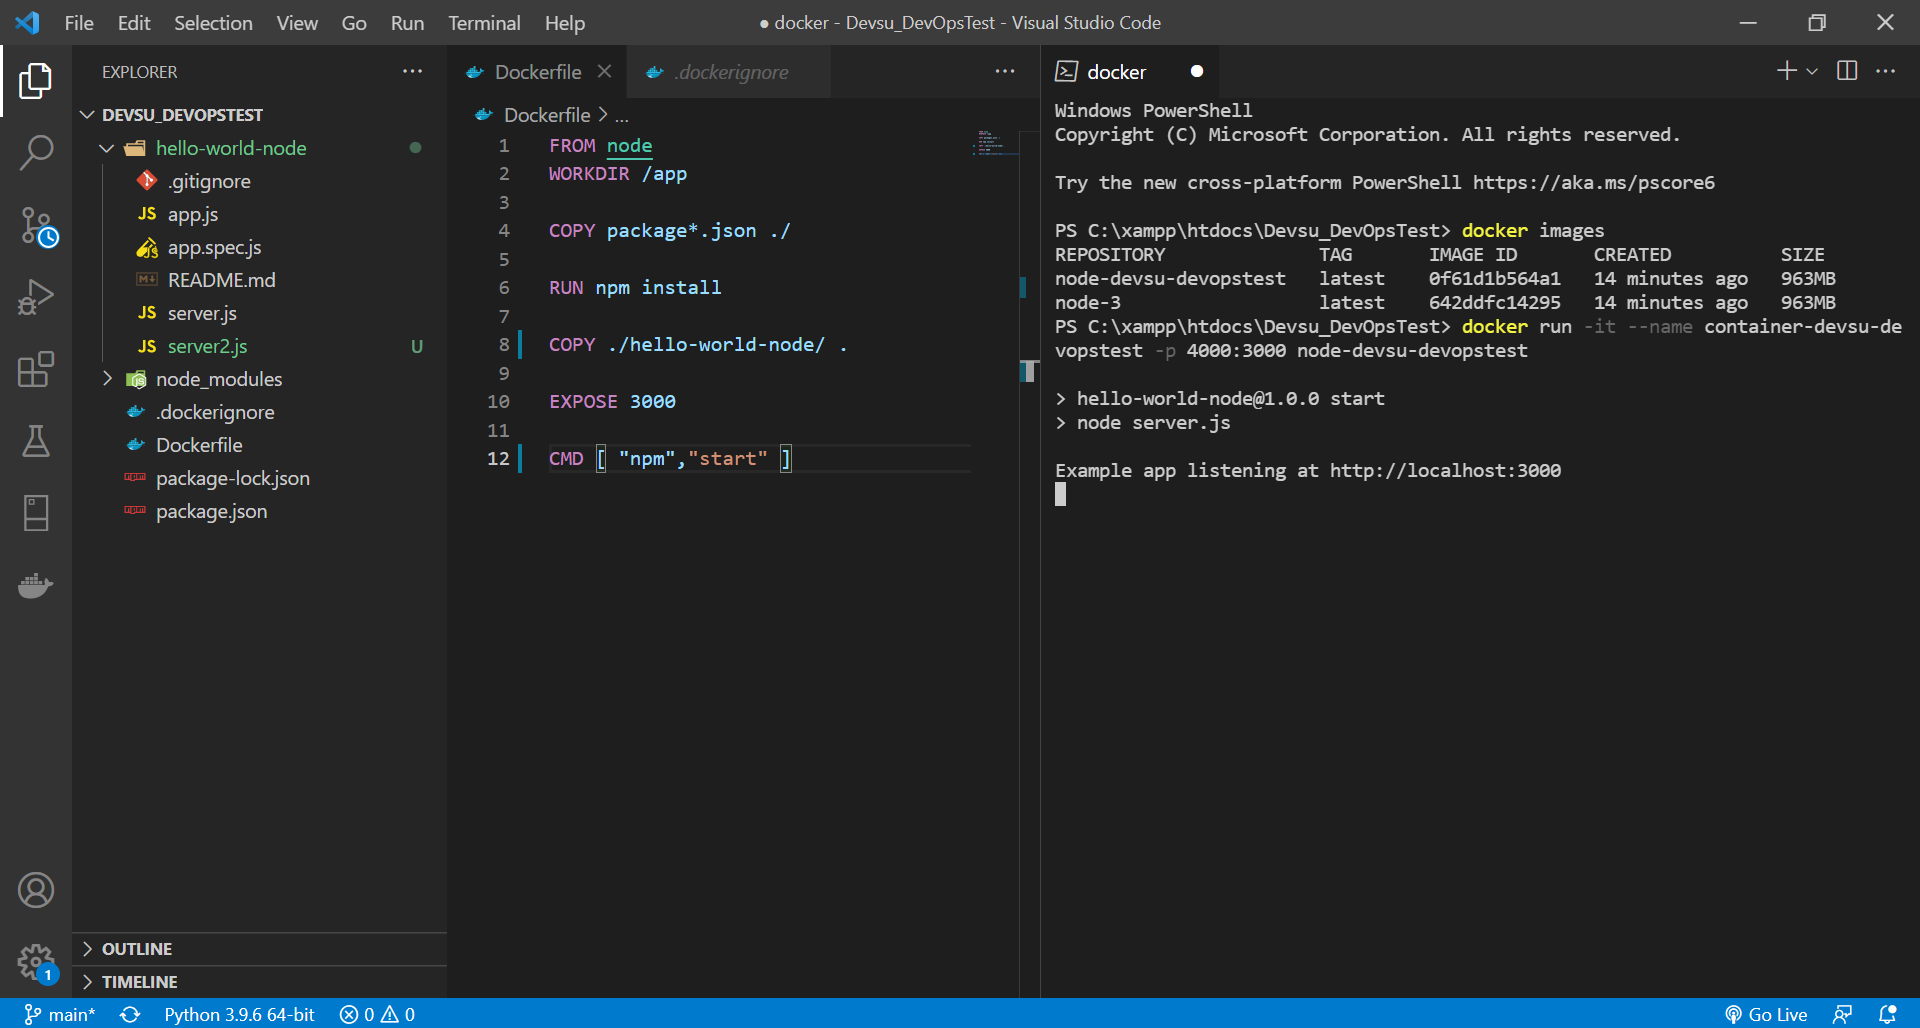 File Edit Selection View Go Run Terminal Help
● docker - Devsu_DevOpsTest - Visual Studio Code
EXPLORER
DEVSU_DEVOPSTEST
hello-world-node
.gitignore
JS app.js
app.spec.js
README.md
JS server.js
JS server2.js U
node_modules
.dockerignore
Dockerfile
package-lock.json
package.json
OUTLINE
TIMELINE
Dockerfile
.dockerignore
Dockerfile > ...
1 FROM node
2 WORKDIR /app
3
4 COPY package*.json ./
5
6 RUN npm install
7
8 COPY ./hello-world-node/ .
9
10 EXPOSE 3000
11
12 CMD [ "npm","start" ]
docker
Windows PowerShell
Copyright (C) Microsoft Corporation. All rights reserved.
Try the new cross-platform PowerShell https://aka.ms/pscore6
PS C:\xampp\htdocs\Devsu_DevOpsTest> docker images
REPOSITORY TAG IMAGE ID CREATED SIZE
node-devsu-devopstest latest 0f61d1b564a1 14 minutes ago 963MB
node-3 latest 642ddfc14295 14 minutes ago 963MB
PS C:\xampp\htdocs\Devsu_DevOpsTest> docker run -it --name container-devsu-de
vopstest -p 4000:3000 node-devsu-devopstest
> hello-world-node@1.0.0 start
> node server.js
Example app listening at http://localhost:3000
1
main* Python 3.9.6 64-bit 0 0 Go Live